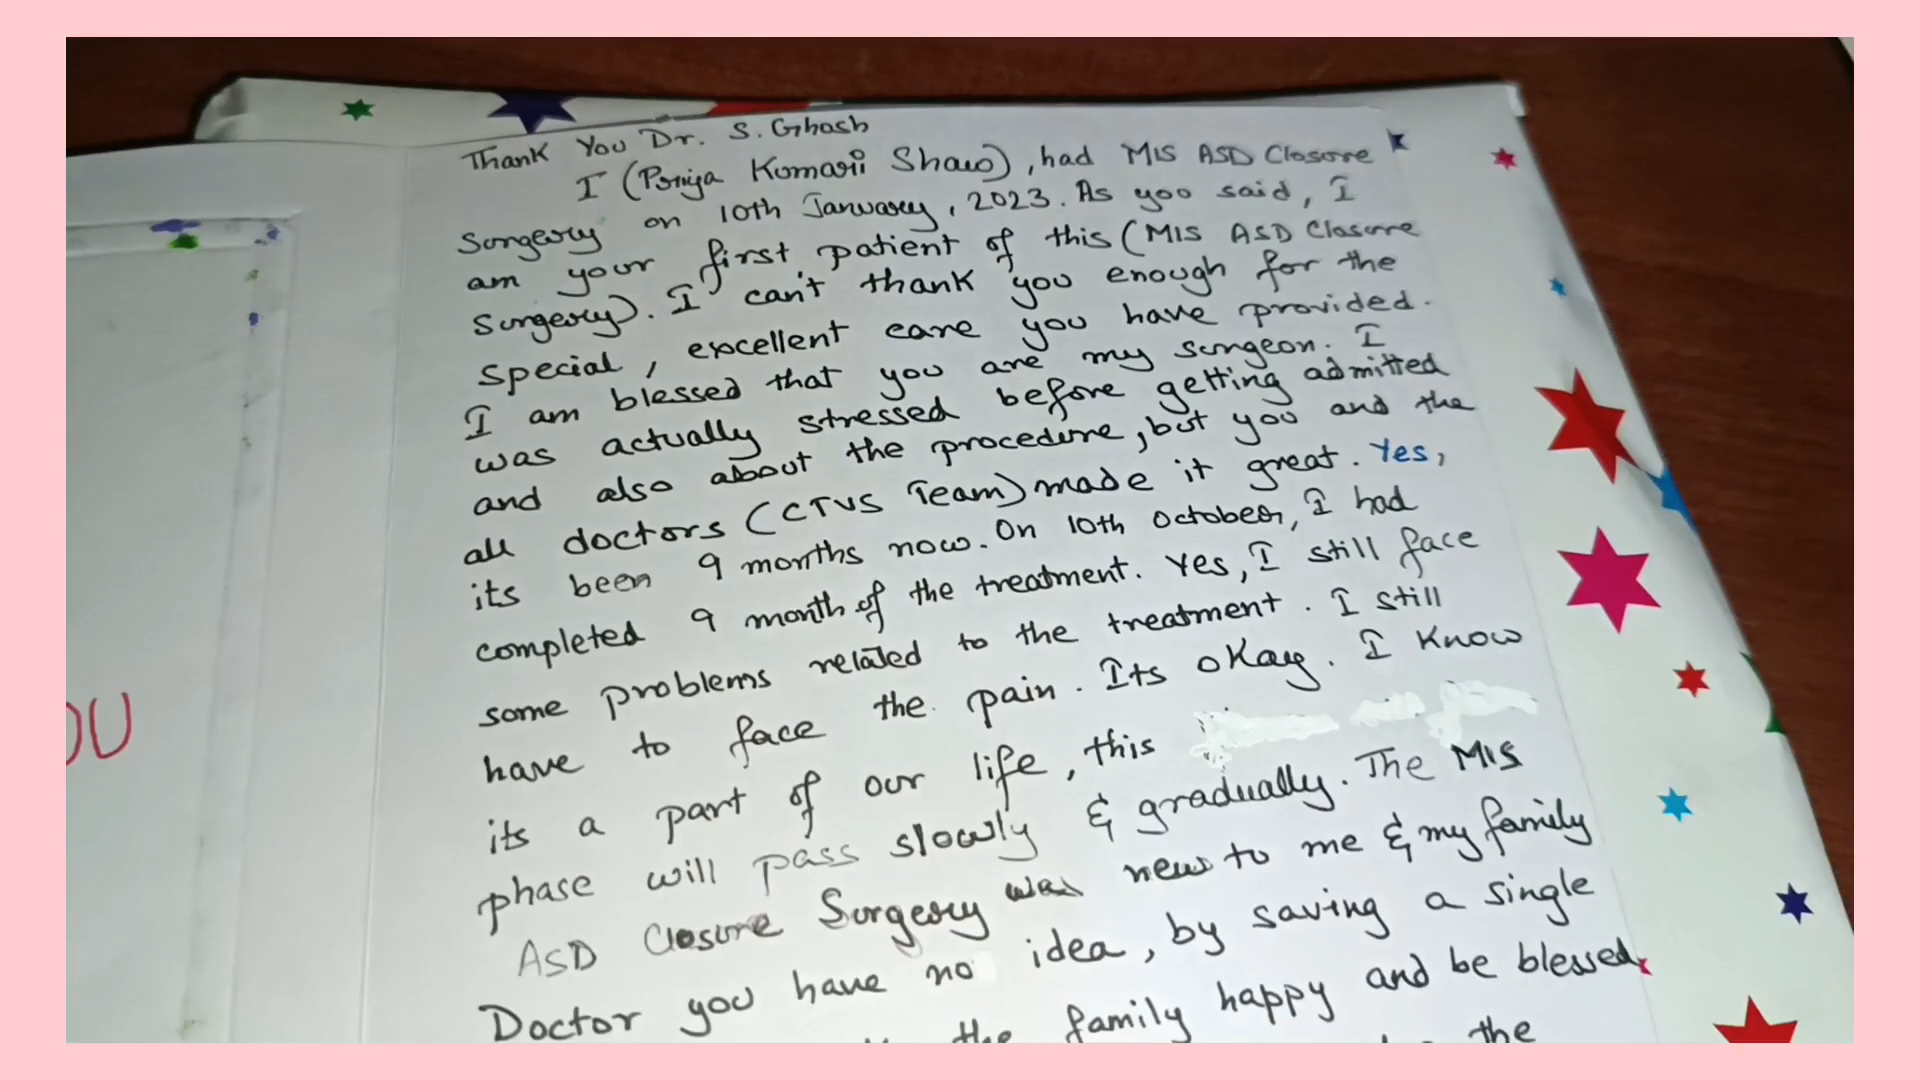 OU
Thank You Dr. S. Ghosh
I (Priya Kumari Shaw), had MIS ASD Closure
Surgery on 10th January, 2023. As you said, I
am your first patient of this (MIS ASD Closure
Surgery). I can't thank you enough for the
special, excellent care you have provided.
I am blessed that you are my surgeon. I
was actually stressed before getting admitted
and also about the procedure, but you and the
all doctors (CTVS Team) made it great. Yes,
its been 9 months now. On 10th October, I had
completed 9 month of the treatment. Yes, I still face
some problems related to the treatment. I still
have to face the pain. Its okay. I know
its a part of our life, this
phase will pass slowly & gradually. The MIS
ASD Closure Surgery was new to me & my family
Doctor you have no idea, by saving a single
the family happy and be blessed
the